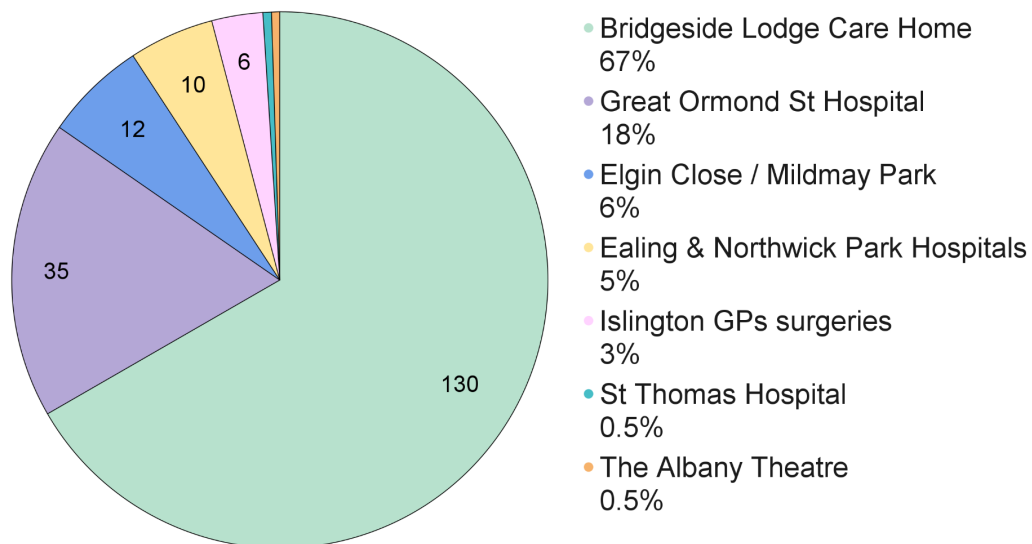 6
10
12
35
130
Bridgeside Lodge Care Home
67%
Great Ormond St Hospital
18%
Elgin Close / Mildmay Park
6%
Ealing & Northwick Park Hospitals
5%
Islington GPs surgeries
3%
St Thomas Hospital
0.5%
The Albany Theatre
0.5%